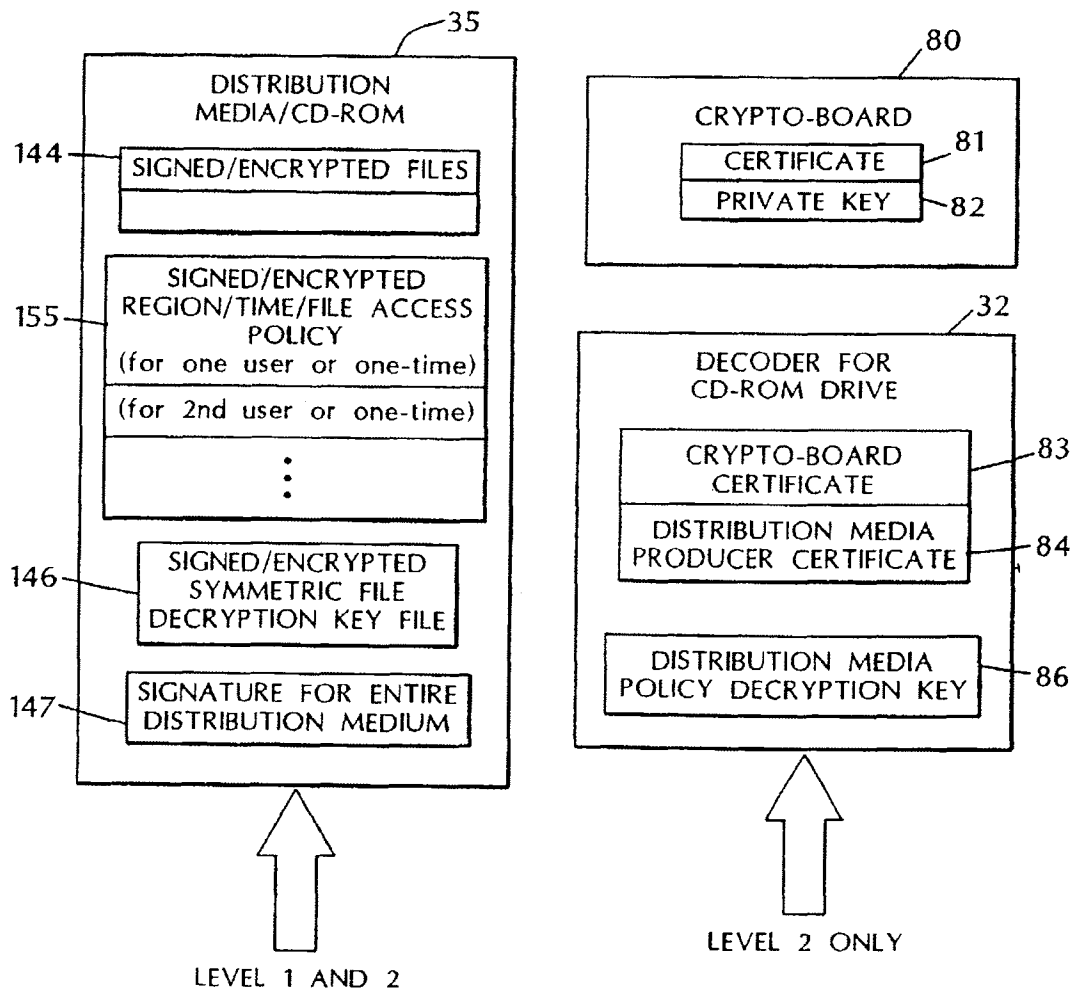 35
DISTRIBUTION
MEDIA/CD-ROM
144
SIGNED/ENCRYPTED FILES
155
SIGNED/ENCRYPTED
REGION/TIME/FILE ACCESS
POLICY
(for one user or one-time)
(for 2nd user or one-time)
146
SIGNED/ENCRYPTED
SYMMETRIC FILE
DECRYPTION KEY FILE
147
SIGNATURE FOR ENTIRE
DISTRIBUTION MEDIUM
LEVEL 1 AND 2
80
CRYPTO-BOARD
CERTIFICATE
81
PRIVATE KEY
82
32
DECODER FOR
CD-ROM DRIVE
CRYPTO-BOARD
CERTIFICATE
83
DISTRIBUTION MEDIA
PRODUCER CERTIFICATE
84
DISTRIBUTION MEDIA
POLICY DECRYPTION KEY
86
LEVEL 2 ONLY